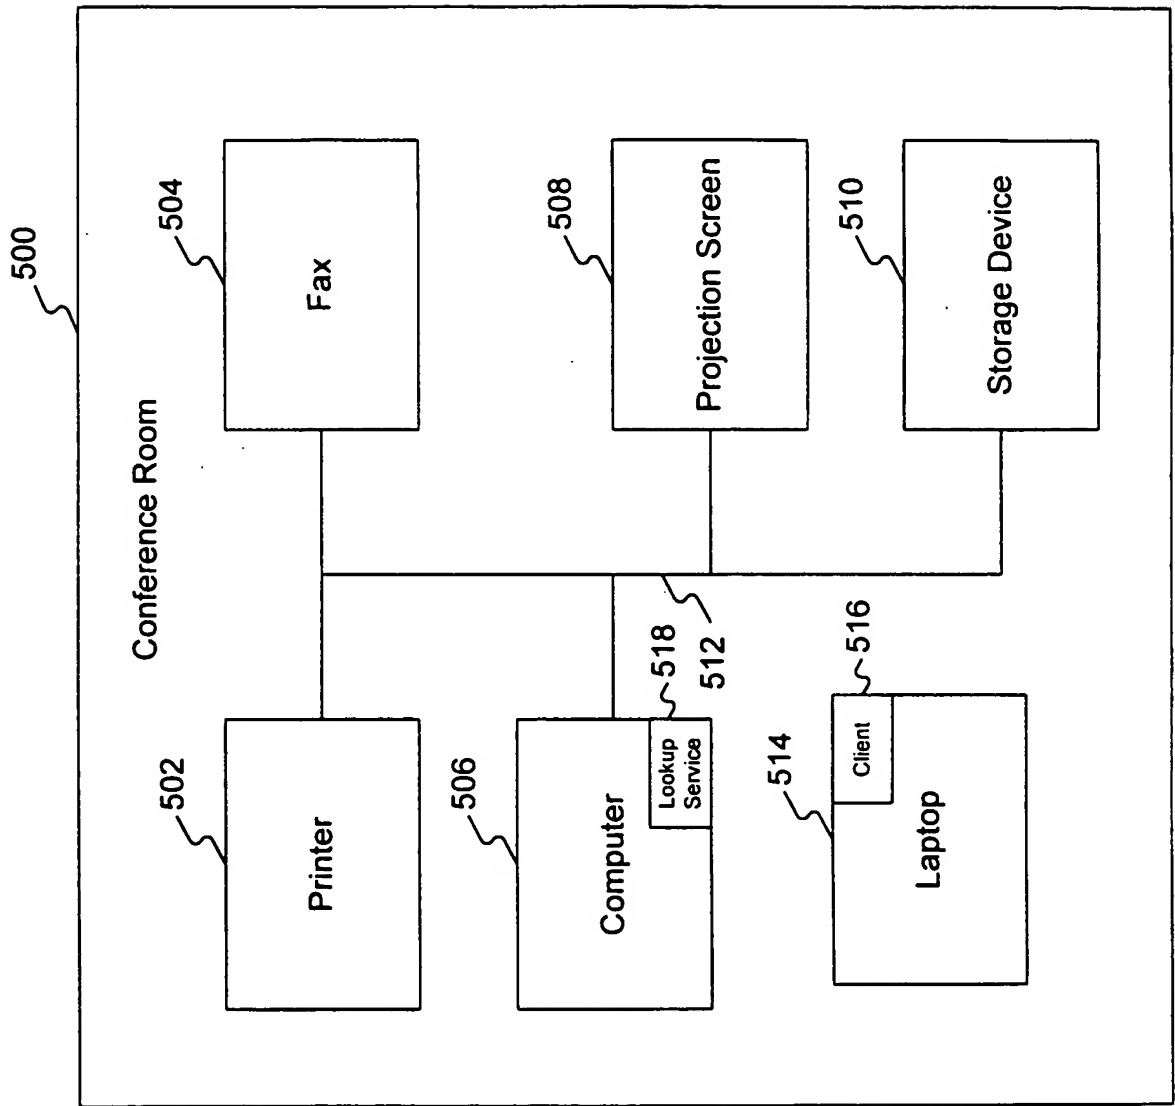 500
Conference Room
502
504
Printer
Fax
506
508
Computer
Lookup
Service
518
Projection Screen
512
514
Client
516
510
Laptop
Storage Device